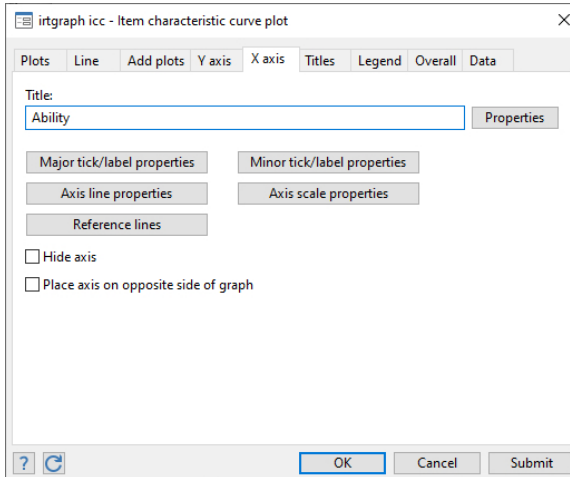 irtgraph icc - Item characteristic curve plot
Plots Line Add plots Y axis X axis Titles Legend Overall Data
Title:
Ability Properties
Major tick/label properties Minor tick/label properties
Axis line properties Axis scale properties
Reference lines
Hide axis
Place axis on opposite side of graph
? OK Cancel Submit